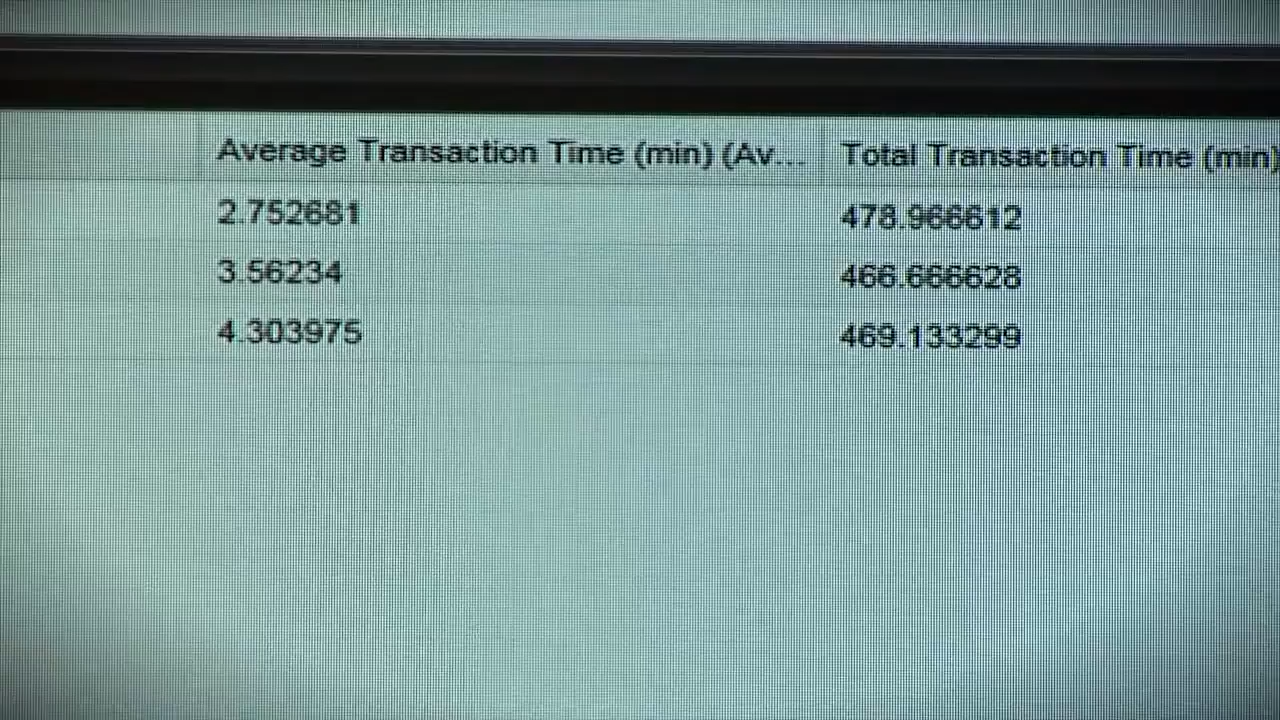 Average Transaction Time (min) (Av... Total Transaction Time (min)
2.752681 478.966612
3.56234 466.666628
4.303975 469.133299